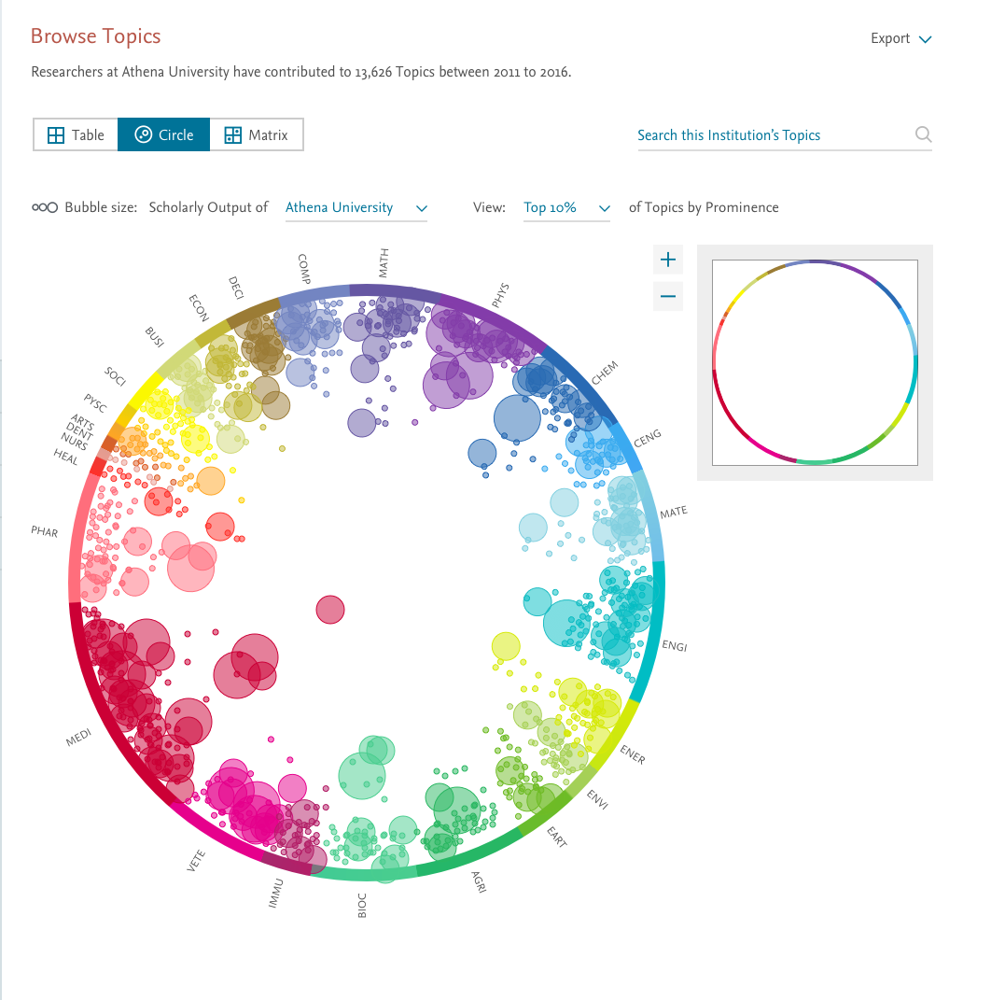 Browse Topics
Export
Researchers at Athena University have contributed to 13,626 Topics between 2011 to 2016.
Table
Circle
Matrix
Search this Institution's Topics
Bubble size: Scholarly Output of Athena University View: Top 10% of Topics by Prominence
MATH
COMP
PHYS
DECI
ECON
BUSI
CHEM
SOCI
PYSC
ARTS
DENT
NURS
HEAL
CENG
MATE
PHAR
ENGI
MEDI
ENER
ENVI
EART
VETE
AGRI
IMMU
BIOC